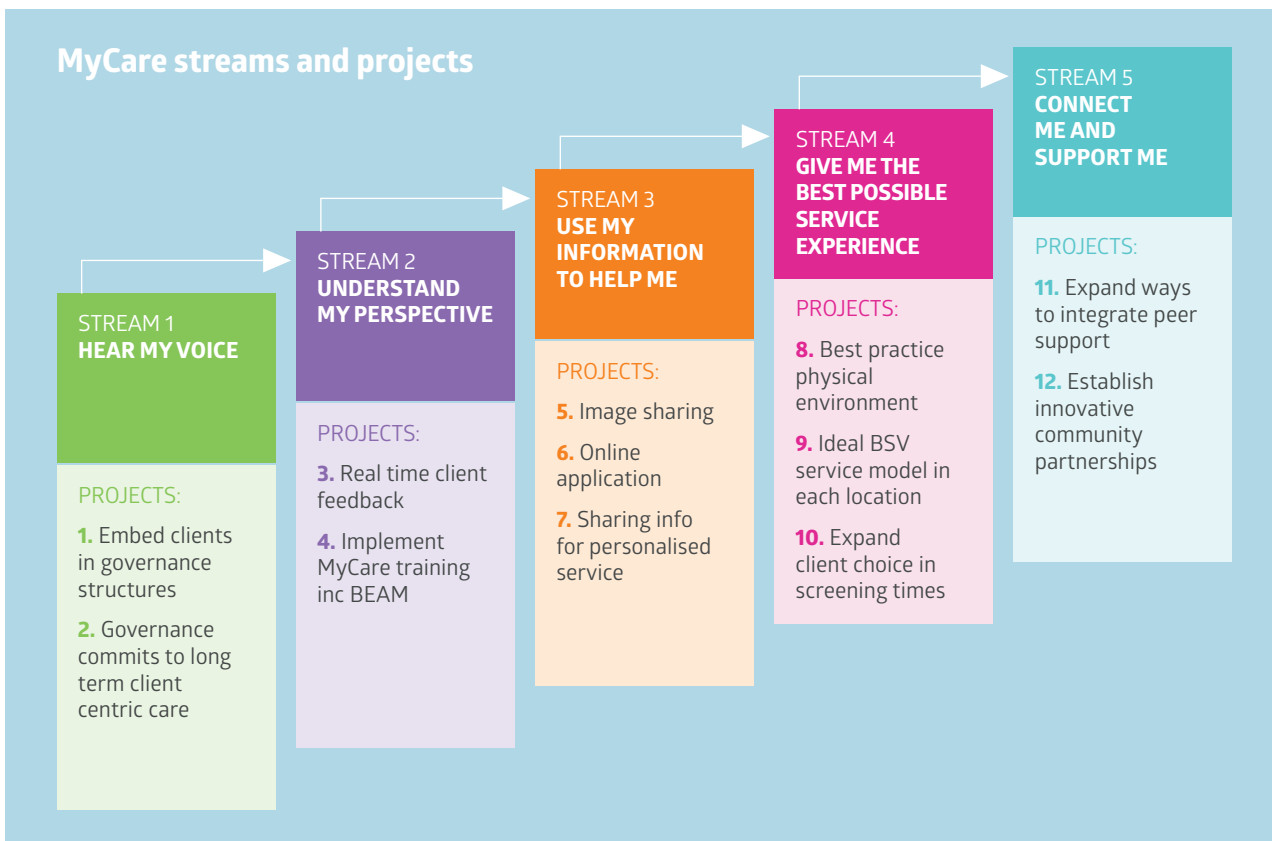 MyCare streams and projects
STREAM 1
HEAR MY VOICE
PROJECTS:
1. Embed clients
in governance
structures
2. Governance
commits to long
term client
centric care
STREAM 2
UNDERSTAND
MY PERSPECTIVE
PROJECTS:
3. Real time client
feedback
4. Implement
MyCare training
inc BEAM
STREAM 3
USE MY
INFORMATION
TO HELP ME
PROJECTS:
5. Image sharing
6. Online
application
7. Sharing info
for personalised
service
STREAM 4
GIVE ME THE
BEST POSSIBLE
SERVICE
EXPERIENCE
PROJECTS:
8. Best practice
physical
environment
9. Ideal BSV
service model in
each location
10. Expand
client choice in
screening times
STREAM 5
CONNECT
ME AND
SUPPORT ME
PROJECTS:
11. Expand ways
to integrate peer
support
12. Establish
innovative
community
partnerships